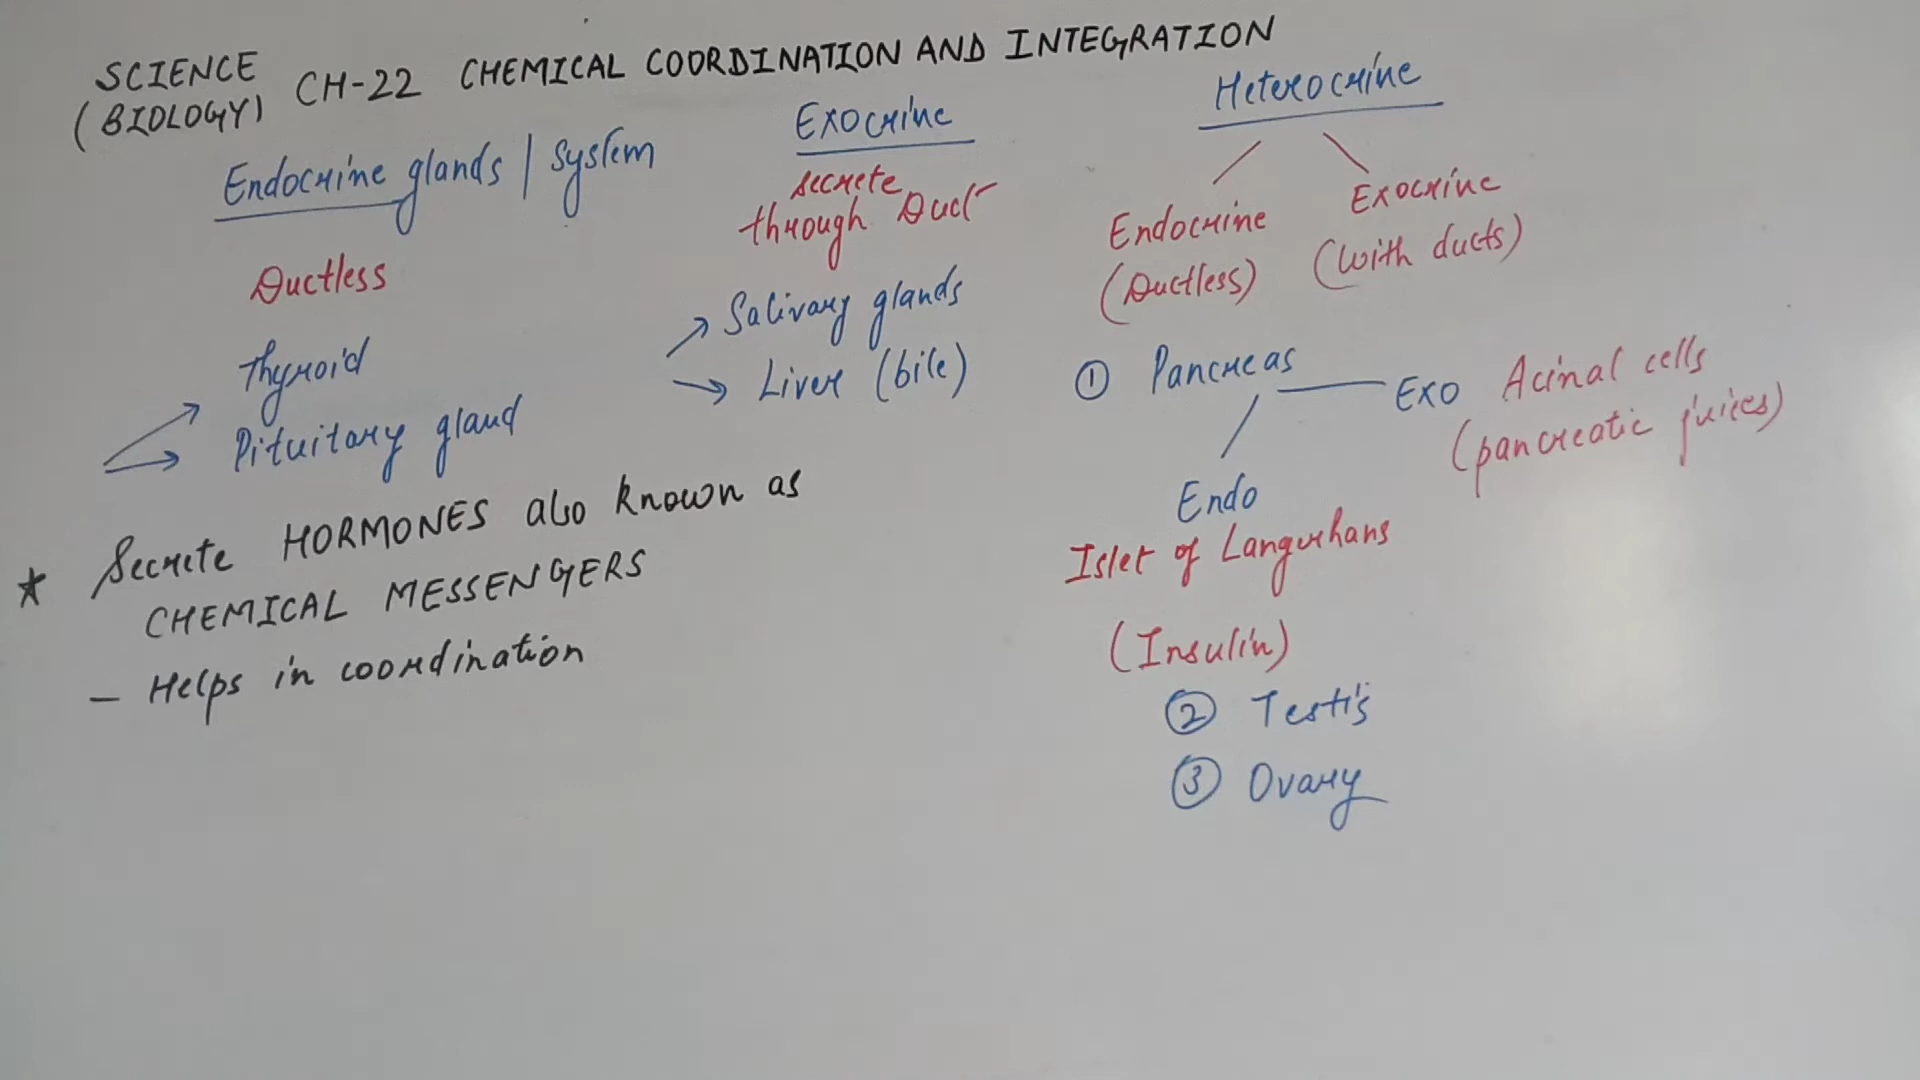 SCIENCE
(BIOLOGY) CH-22 CHEMICAL COORDINATION AND INTEGRATION
Endocrine glands | system
Ductless
Thyroid
Pituitary gland
Exocrine
secrete
through Duct
Salivary glands
Liver (bile)
Heterocrine
Endocrine
(Ductless)
Exocrine
(with ducts)
① Pancreas
Exo Acinal cells
(pancreatic juices)
Endo
Islet of Langerhans
(Insulin)
② Testis
③ Ovary
★ Secrete HORMONES also known as
CHEMICAL MESSENGERS
- Helps in coordination